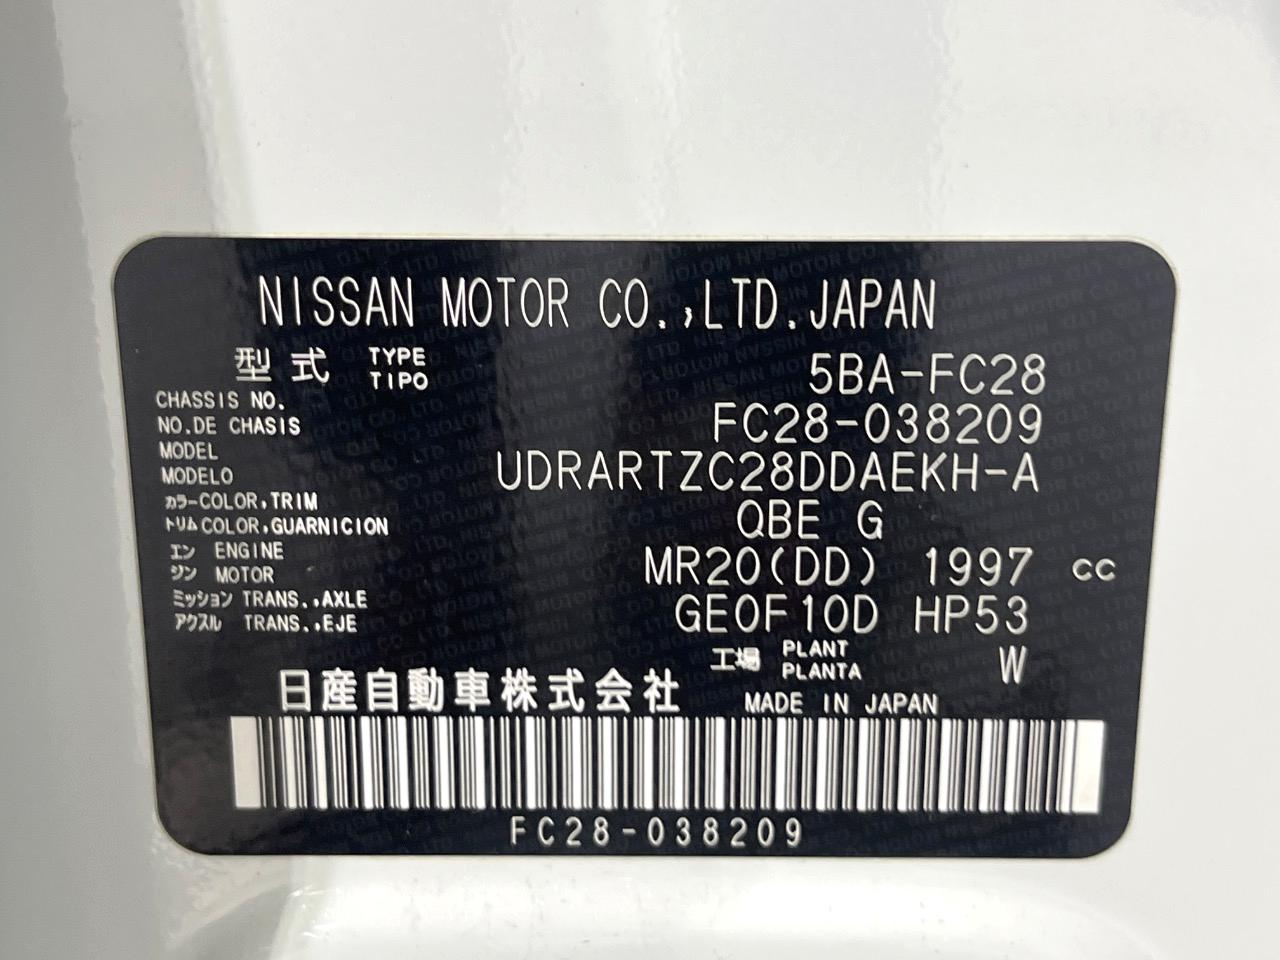 NISSAN MOTOR CO.,LTD.JAPAN
型式 TYPE TIPO 5BA-FC28
CHASSIS NO.
NO.DE CHASIS FC28-038209
MODEL
MODELO UDRARTZC28DDAEKH-A
カラー COLOR,TRIM
トリム COLOR,GUARNICION QBE G
エン ENGINE
ジン MOTOR MR20(DD) 1997 CC
ミッション TRANS.,AXLE
アクスル TRANS.,EJE GE0F10D HP53
工場 PLANT PLANTA W
日産自動車株式会社 MADE IN JAPAN
FC28-038209